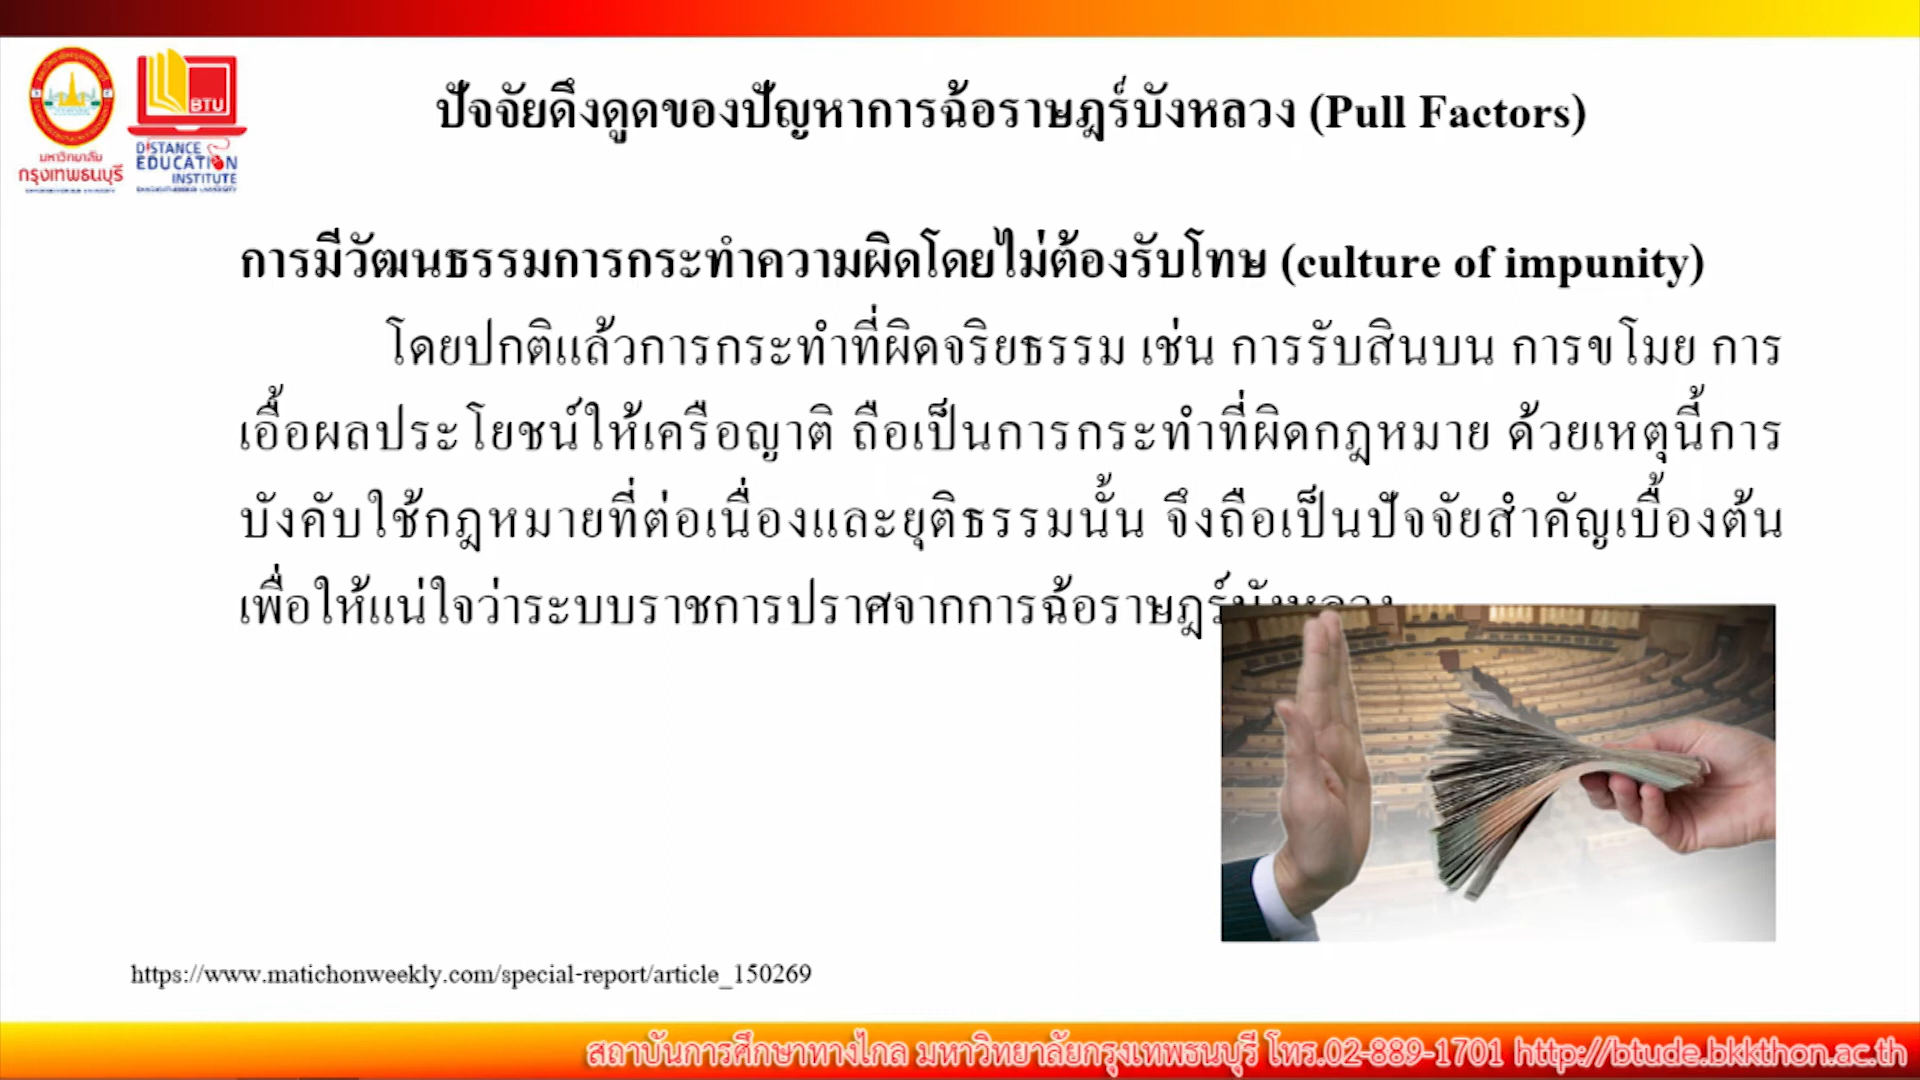 ปัจจัยดึงดูดของปัญหาการฉ้อราษฎร์บังหลวง (Pull Factors)
BTU
DISTANCE
EDUCATION
INSTITUTE
มหาวิทยาลัย
กรุงเทพธนบุรี
การมีวัฒนธรรมการกระทำความผิดโดยไม่ต้องรับโทษ (culture of impunity)
โดยปกติแล้วการกระทำที่ผิดจริยธรรม เช่น การรับสินบน การขโมย การ
เอื้อผลประโยชน์ให้เครือญาติ ถือเป็นการกระทำที่ผิดกฎหมาย ด้วยเหตุนี้การ
บังคับใช้กฎหมายที่ต่อเนื่องและยุติธรรมนั้น จึงถือเป็นปัจจัยสำคัญเบื้องต้น
เพื่อให้แน่ใจว่าระบบราชการปราศจากการฉ้อราษฎร์บังหลวง
https://www.matichonweekly.com/special-report/article_150269
สถาบันการศึกษาทางไกล มหาวิทยาลัยกรุงเทพธนบุรี โทร.02-889-1701 http://btude.bkkthon.ac.th